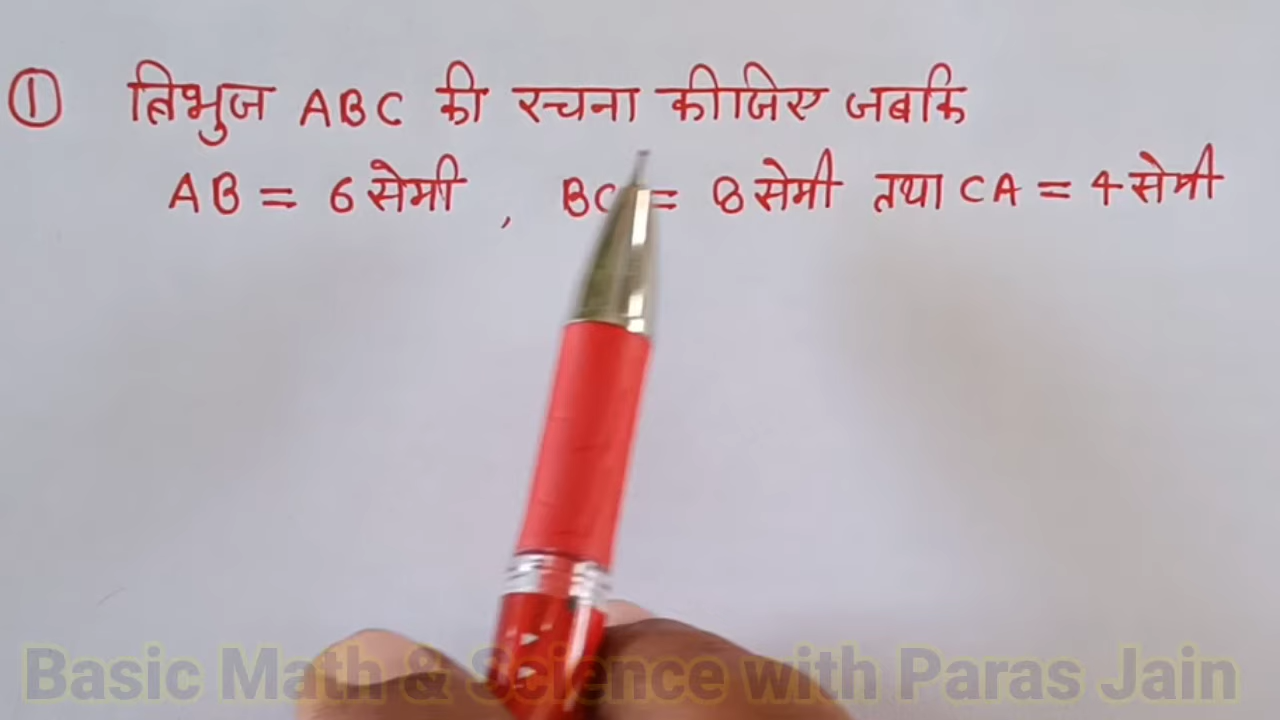 ① त्रिभुज ABC की रचना कीजिए जबकि
AB = 6 सेमी , BC = 8 सेमी तथा CA = 4 सेमी
Basic Math & Science with Paras Jain